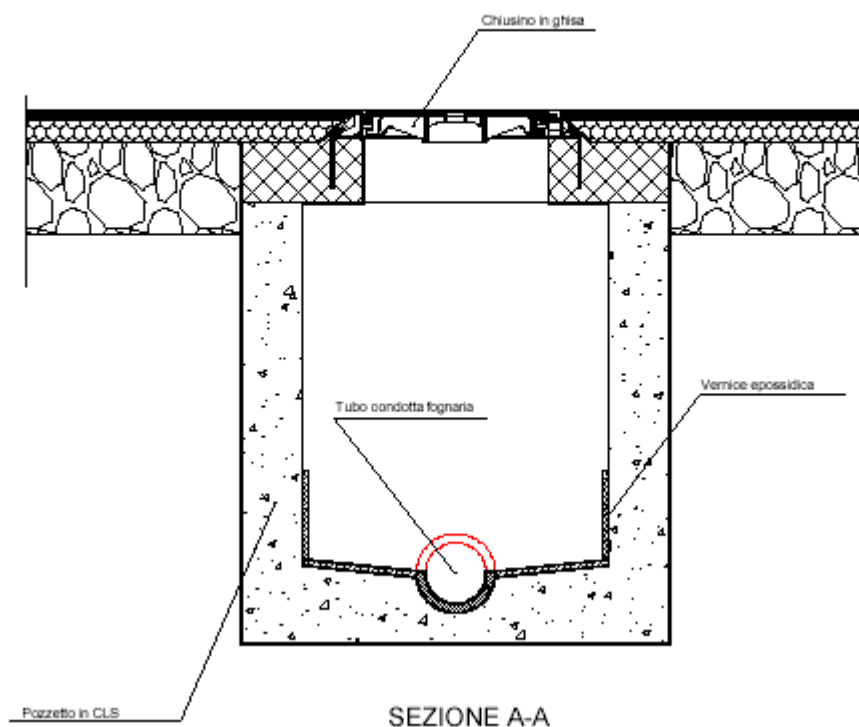 Chiusino in ghisa
Vernice epossidica
Tubo condotta fognaria
Pozzetto in CLS
SEZIONE A-A